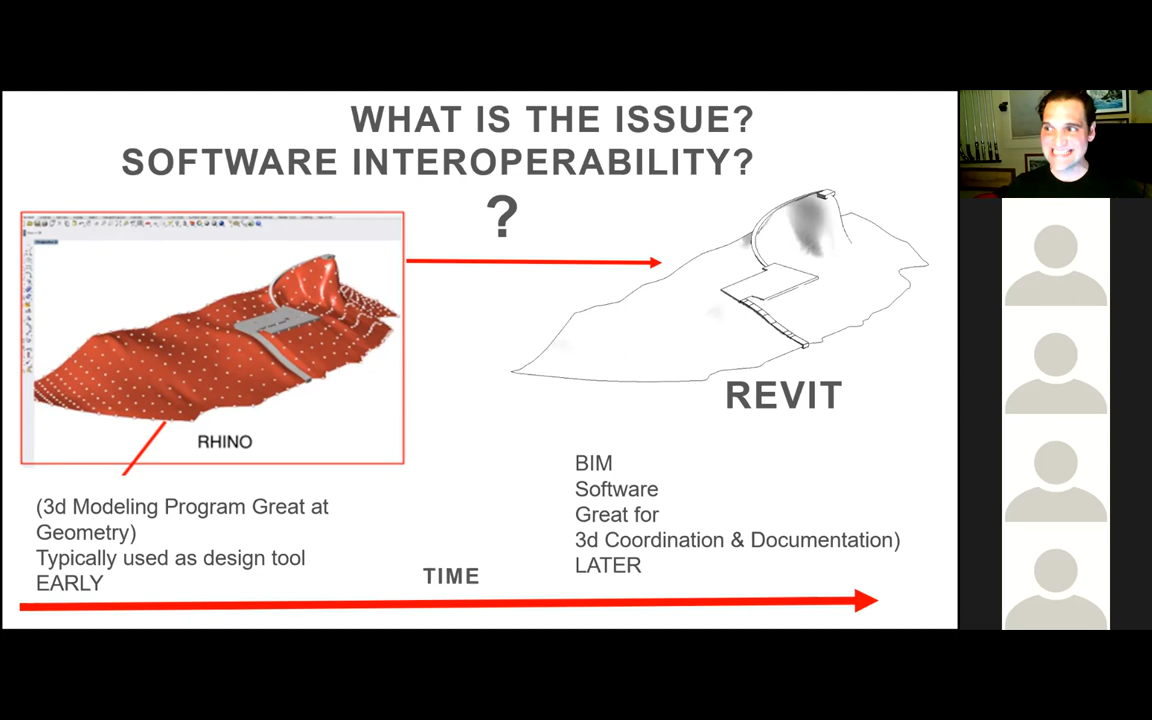 WHAT IS THE ISSUE?
SOFTWARE INTEROPERABILITY?
?
RHINO
REVIT
(3d Modeling Program Great at
Geometry)
Typically used as design tool
EARLY
BIM
Software
Great for
3d Coordination & Documentation)
LATER
TIME